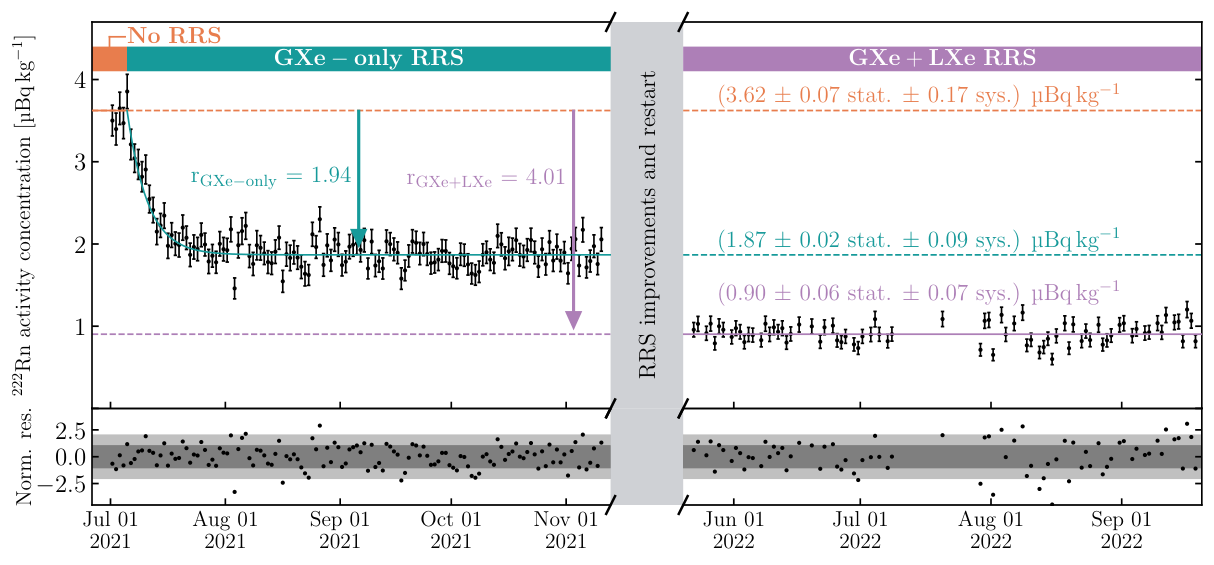 No RRS
GXe − only RRS
GXe + LXe RRS
²²²Rn activity concentration [µBq kg⁻¹]
4
3
2
1
(3.62 ± 0.07 stat. ± 0.17 sys.) µBq kg⁻¹
r_GXe−only = 1.94
r_GXe+LXe = 4.01
(1.87 ± 0.02 stat. ± 0.09 sys.) µBq kg⁻¹
(0.90 ± 0.06 stat. ± 0.07 sys.) µBq kg⁻¹
RRS improvements and restart
Norm. res.
2.5
0.0
−2.5
Jul 01 Aug 01 Sep 01 Oct 01 Nov 01 Jun 01 Jul 01 Aug 01 Sep 01
2021 2021 2021 2021 2021 2022 2022 2022 2022